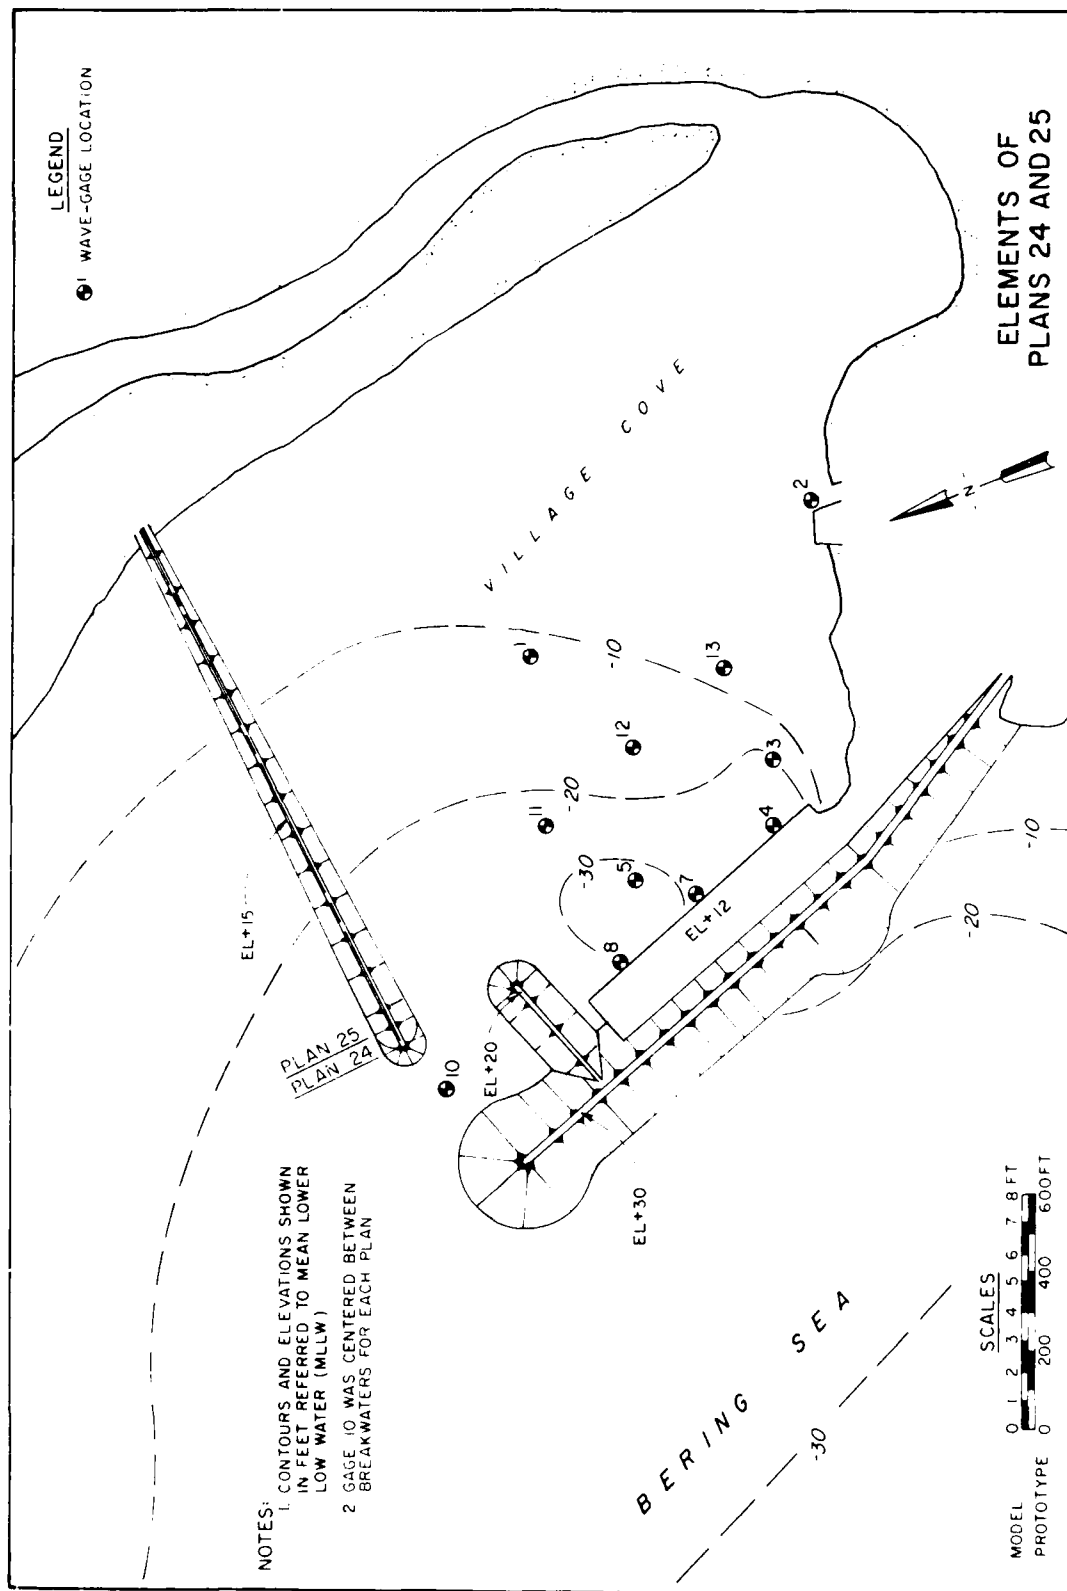 LEGEND
1 WAVE-GAGE LOCATION
NOTES:
1. CONTOURS AND ELEVATIONS SHOWN
IN FEET REFERRED TO MEAN LOWER
LOW WATER (MLLW)
2 GAGE 10 WAS CENTERED BETWEEN
BREAKWATERS FOR EACH PLAN
PLAN 25
PLAN 24
EL+15
EL+20
EL+30
EL+12
10
8
7
5
4
3
11
12
1
13
2
-10
-20
-30
-10
-20
-30
VILLAGE COVE
BERING SEA
N
SCALES
MODEL 0 1 2 3 4 5 6 7 8 FT
PROTOTYPE 0 200 400 600FT
ELEMENTS OF
PLANS 24 AND 25